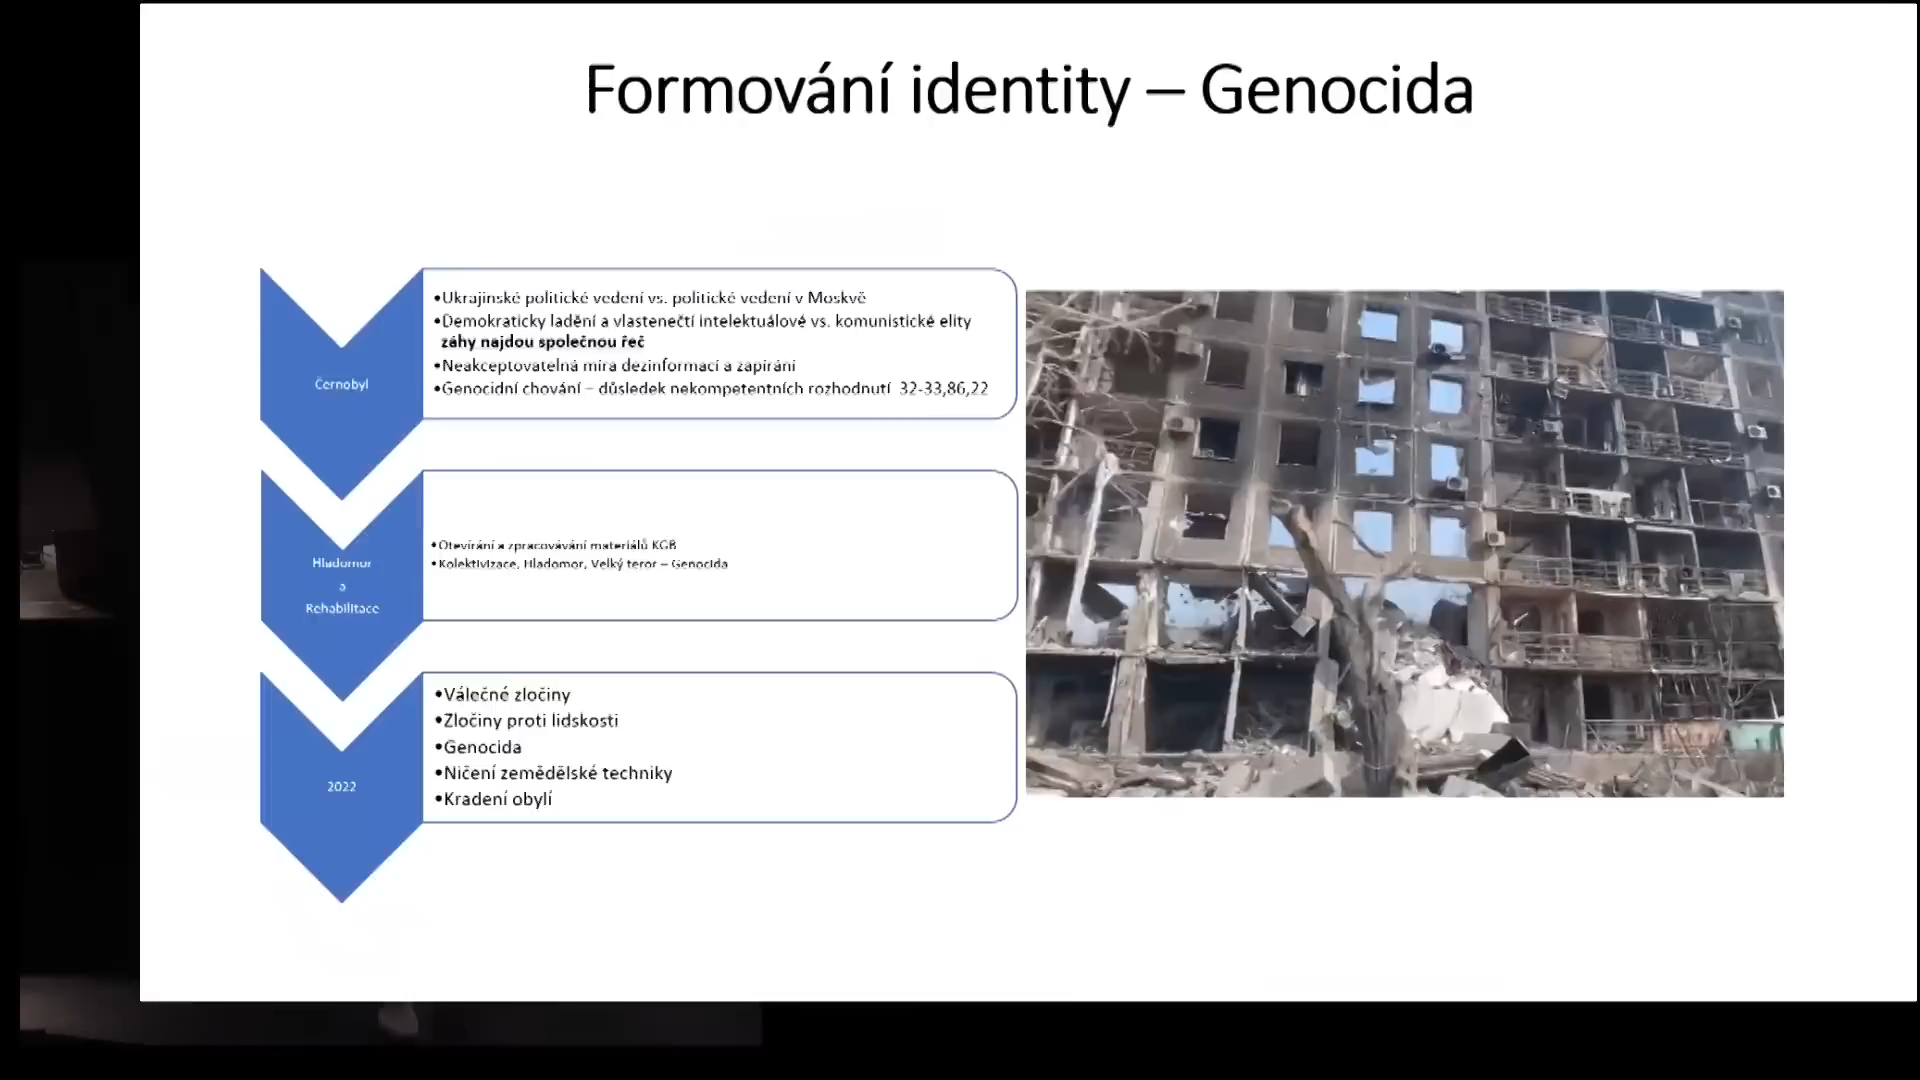 Formování identity – Genocida
Černobyl
•Ukrajinské politické vedení vs. politické vedení v Moskvě
•Demokraticky ladění a vlastenečtí intelektuálové vs. komunistické elity
záhy najdou společnou řeč
•Neakceptovatelná míra dezinformací a zapírání
•Genocidní chování – důsledek nekompetentních rozhodnutí 32-33,86,22
Hladomor
a
Rehabilitace
•Otevírání a zpracovávání materiálů KGB
•Kolektivizace, Hladomor, Velký teror – Genocida
2022
•Válečné zločiny
•Zločiny proti lidskosti
•Genocida
•Ničení zemědělské techniky
•Kradení obylí